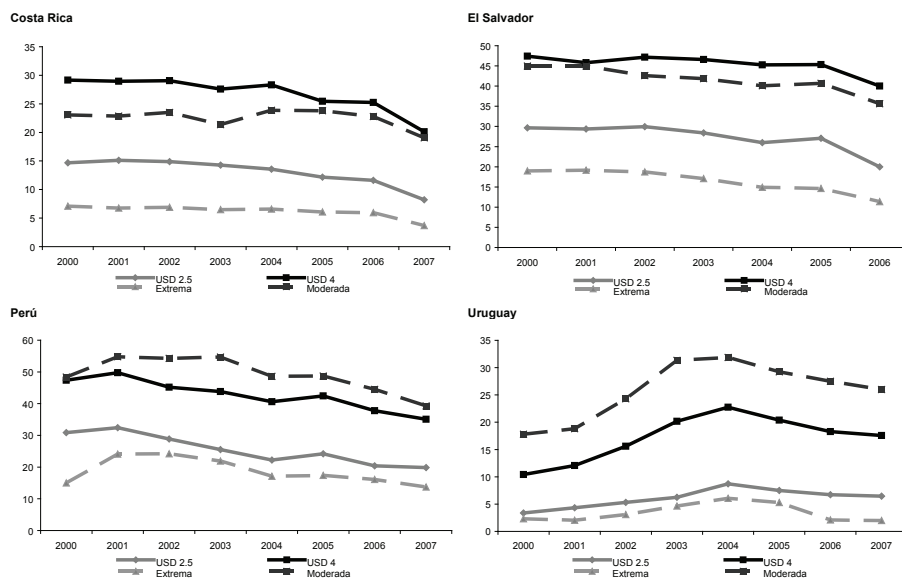 Costa Rica
35
30
25
20
15
10
5
0
2000 2001 2002 2003 2004 2005 2006 2007
USD 2.5 USD 4
Extrema Moderada
El Salvador
50
45
40
35
30
25
20
15
10
5
0
2000 2001 2002 2003 2004 2005 2006
USD 2.5 USD 4
Extrema Moderada
Perú
60
50
40
30
20
10
0
2000 2001 2002 2003 2004 2005 2006 2007
USD 2.5 USD 4
Extrema Moderada
Uruguay
35
30
25
20
15
10
5
0
2000 2001 2002 2003 2004 2005 2006 2007
USD 2.5 USD 4
Extrema Moderada